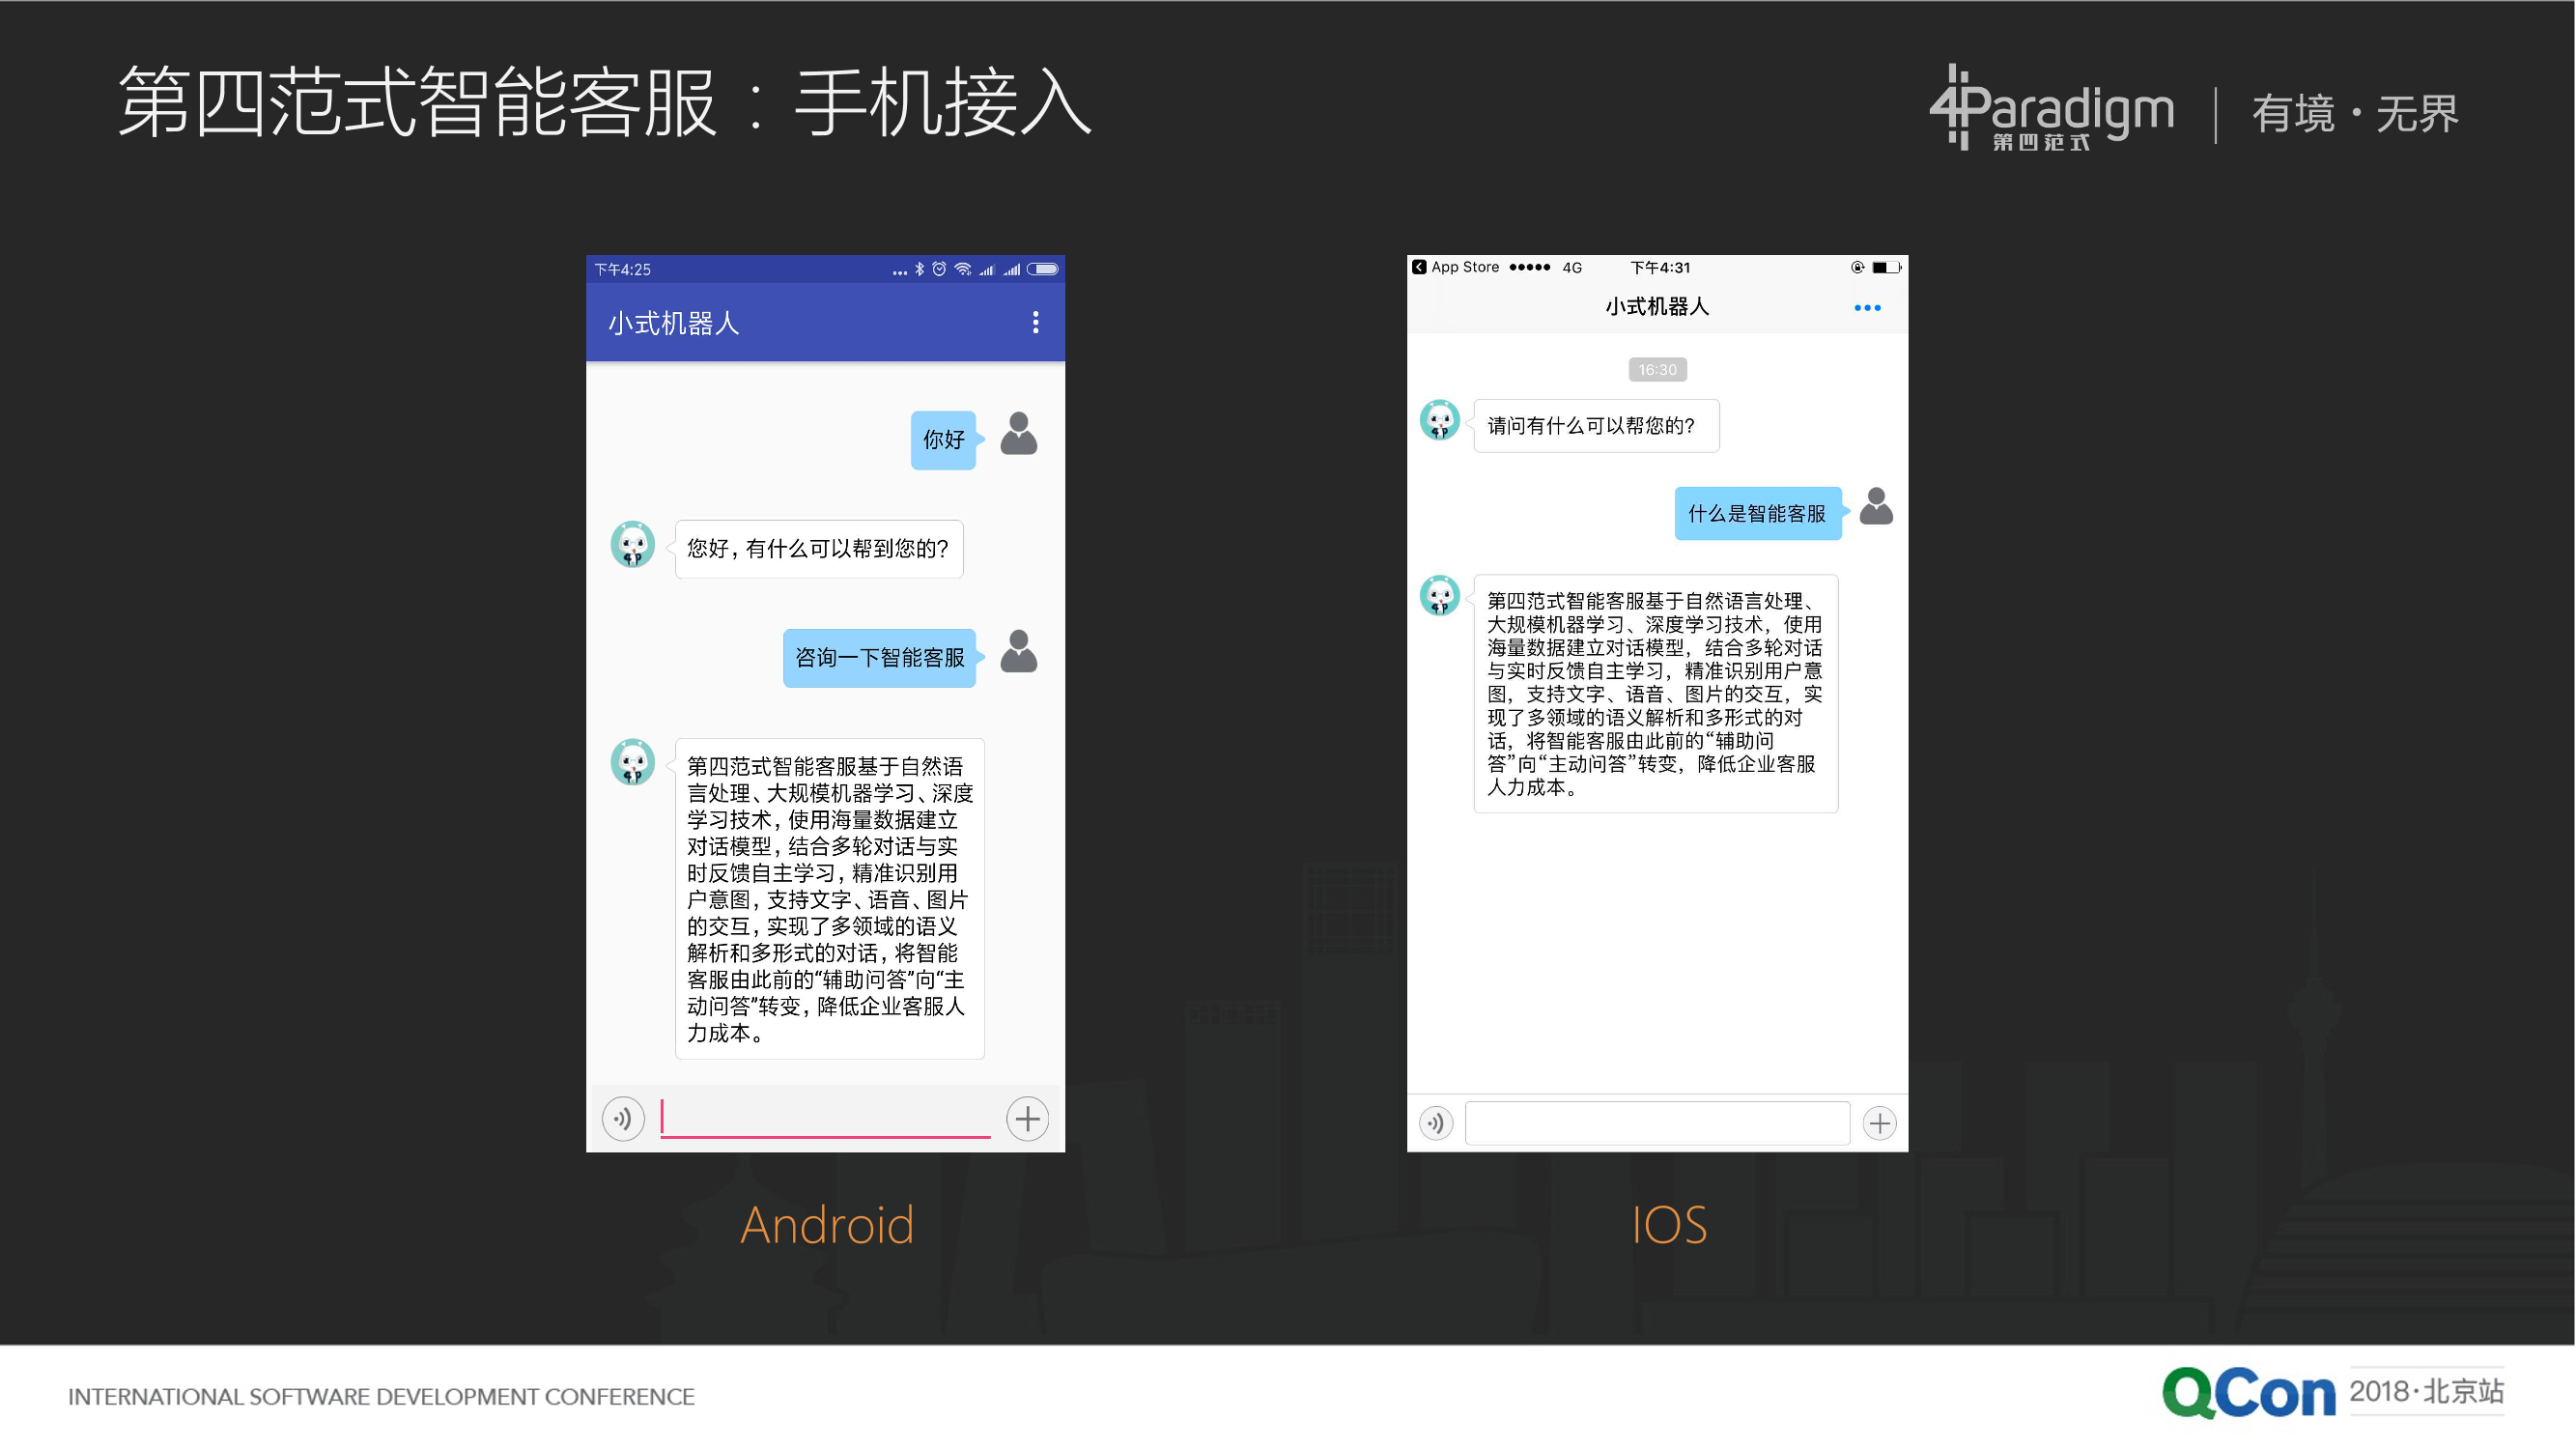 第四范式智能客服：手机接入
4Paradigm
第四范式
有境·无界
下午4:25
小式机器人
你好
您好，有什么可以帮到您的？
咨询一下智能客服
第四范式智能客服基于自然语
言处理、大规模机器学习、深度
学习技术，使用海量数据建立
对话模型，结合多轮对话与实
时反馈自主学习，精准识别用
户意图，支持文字、语音、图片
的交互，实现了多领域的语义
解析和多形式的对话，将智能
客服由此前的“辅助问答”向“主
动问答”转变，降低企业客服人
力成本。
Android
App Store 4G 下午4:31
小式机器人
16:30
请问有什么可以帮您的?
什么是智能客服
第四范式智能客服基于自然语言处理、
大规模机器学习、深度学习技术，使用
海量数据建立对话模型，结合多轮对话
与实时反馈自主学习，精准识别用户意
图，支持文字、语音、图片的交互，实
现了多领域的语义解析和多形式的对
话，将智能客服由此前的“辅助问
答”向“主动问答”转变，降低企业客服
人力成本。
IOS
INTERNATIONAL SOFTWARE DEVELOPMENT CONFERENCE
QCon 2018·北京站